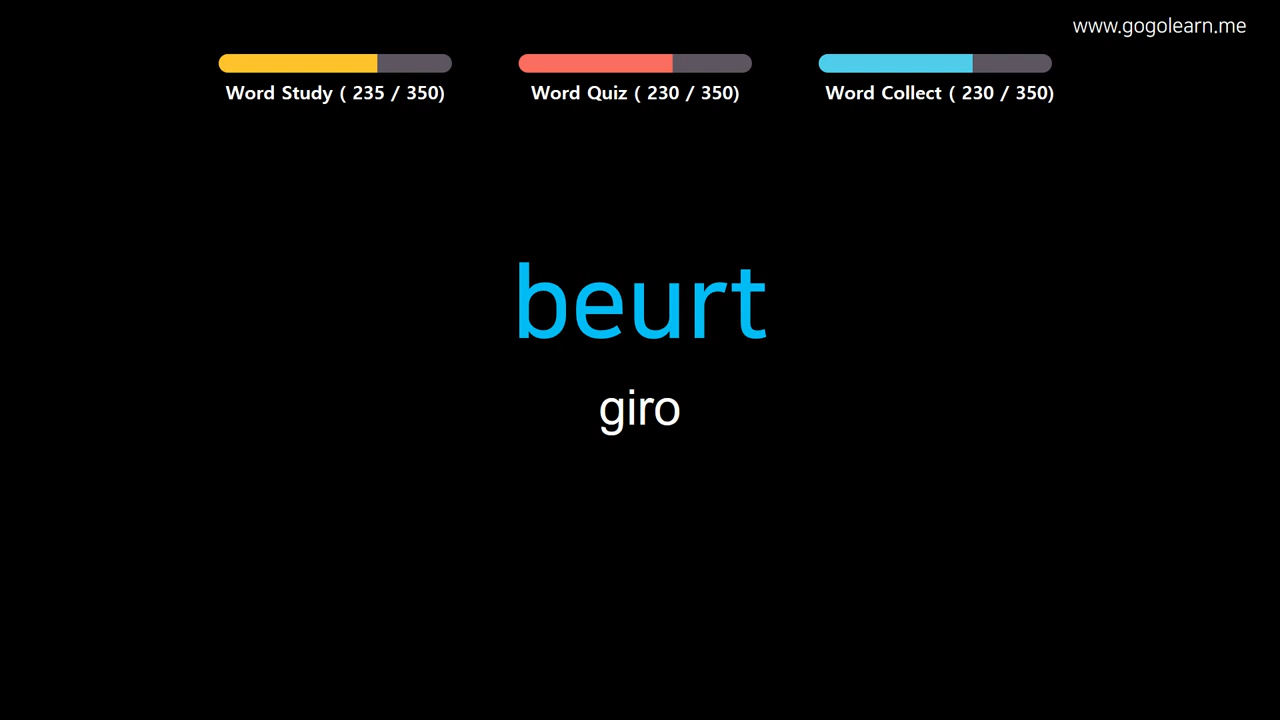 www.gogolearn.me
Word Study ( 235 / 350)
Word Quiz ( 230 / 350)
Word Collect ( 230 / 350)
beurt
giro